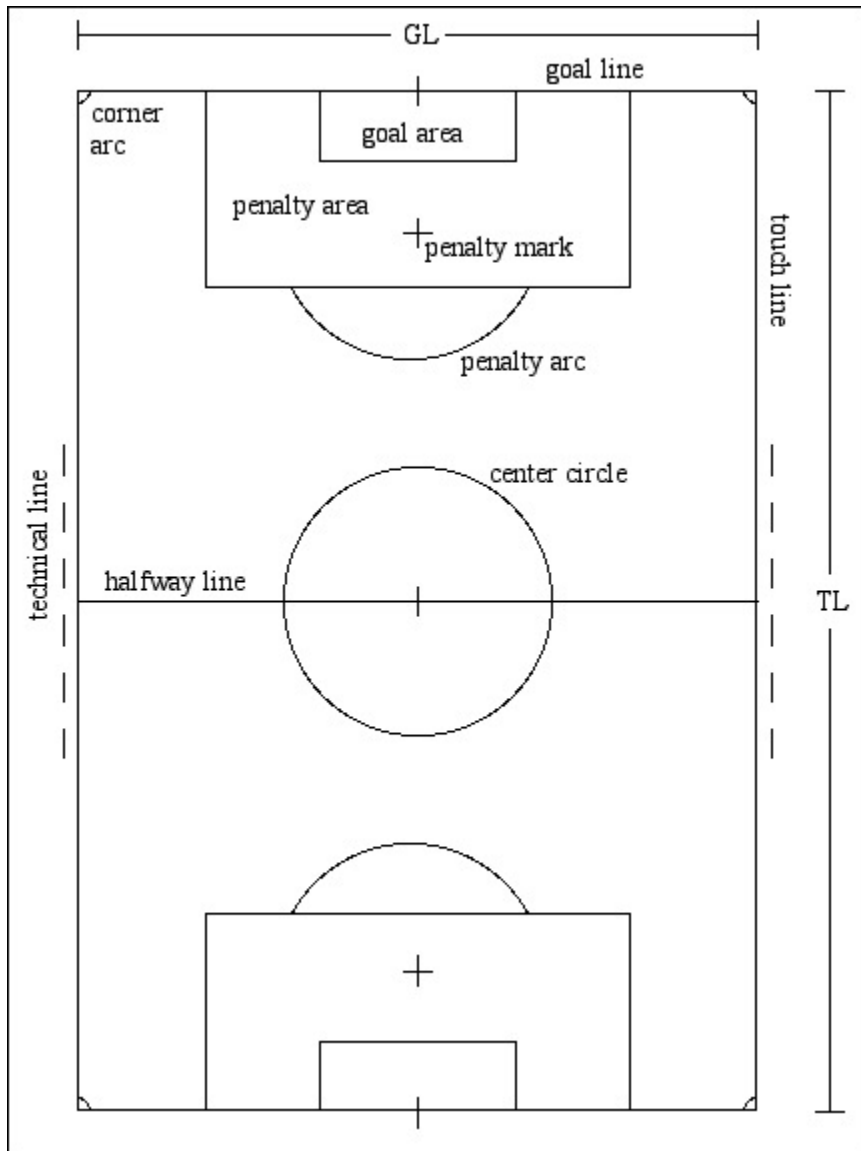 GL
goal line
corner
arc
goal area
penalty area
penalty mark
touch line
penalty arc
center circle
technical line
halfway line
TL